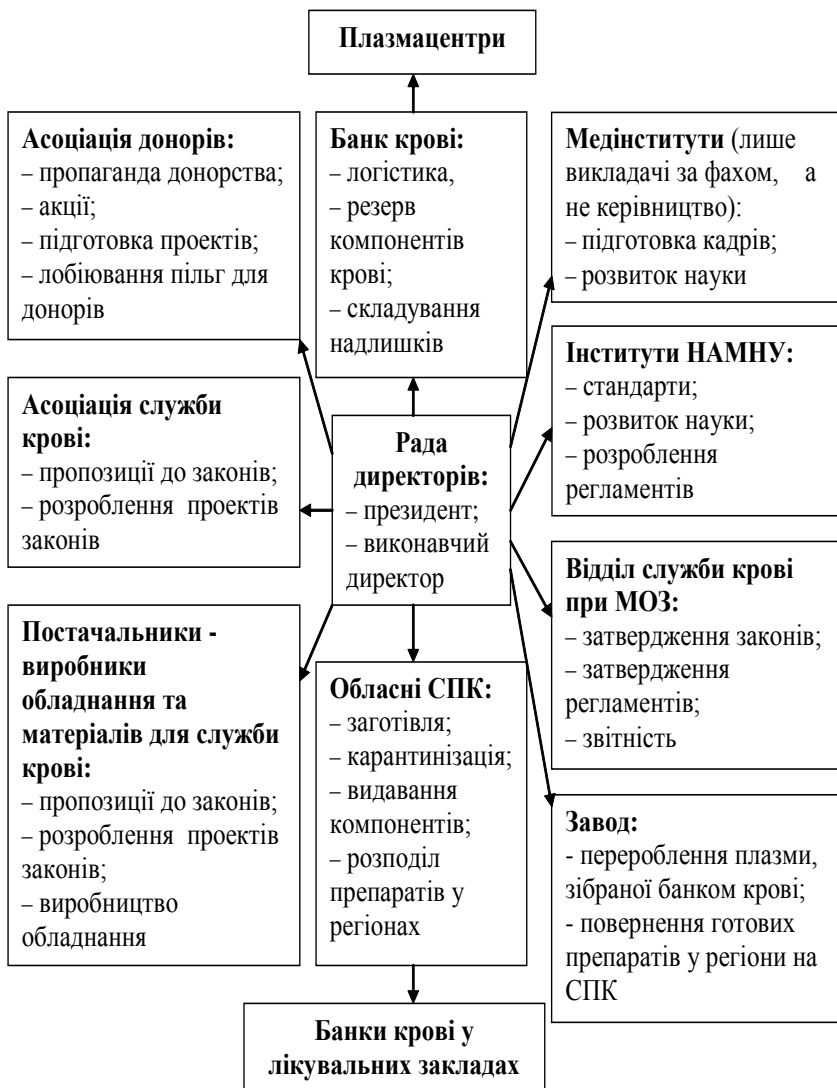 Плазмацентри
Асоціація донорів:
– пропаганда донорства;
– акції;
– підготовка проектів;
– лобіювання пільг для
донорів
Банк крові:
– логістика,
– резерв
компонентів
крові;
– складування
надлишків
Медінститути (лише
викладачі за фахом, а
не керівництво):
– підготовка кадрів;
– розвиток науки
Асоціація служби
крові:
– пропозиції до законів;
– розроблення проектів
законів
Рада
директорів:
– президент;
– виконавчий
директор
Інститути НАМНУ:
– стандарти;
– розвиток науки;
– розроблення
регламентів
Постачальники -
виробники
обладнання та
матеріалів для служби
крові:
– пропозиції до законів;
– розроблення проектів
законів;
– виробництво
обладнання
Обласні СПК:
– заготівля;
– карантинізація;
– видавання
компонентів;
– розподіл
препаратів у
регіонах
Відділ служби крові
при МОЗ:
– затвердження законів;
– затвердження
регламентів;
– звітність
Завод:
- перероблення плазми,
зібраної банком крові;
- повернення готових
препаратів у регіони на
СПК
Банки крові у
лікувальних закладах